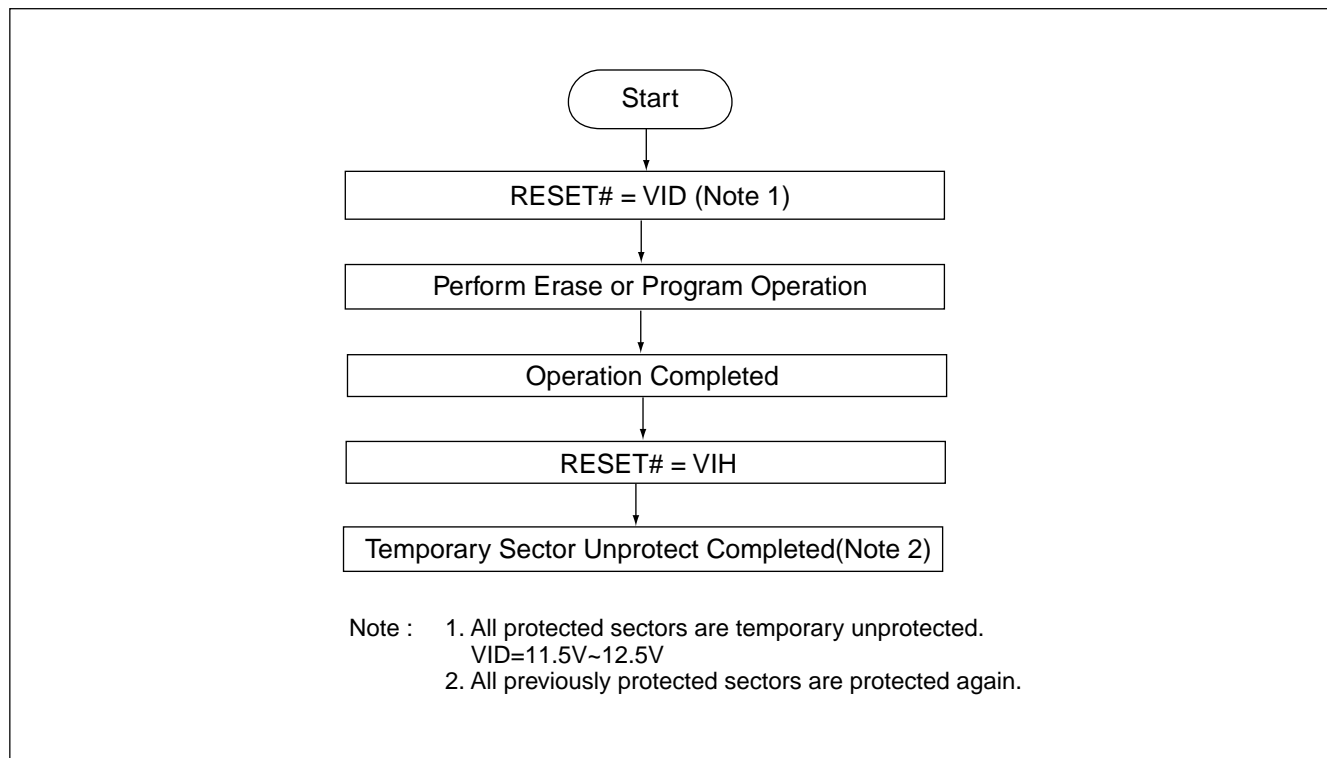 Start
RESET# = VID (Note 1)
Perform Erase or Program Operation
Operation Completed
RESET# = VIH
Temporary Sector Unprotect Completed(Note 2)
Note : 1. All protected sectors are temporary unprotected.
VID=11.5V~12.5V
2. All previously protected sectors are protected again.